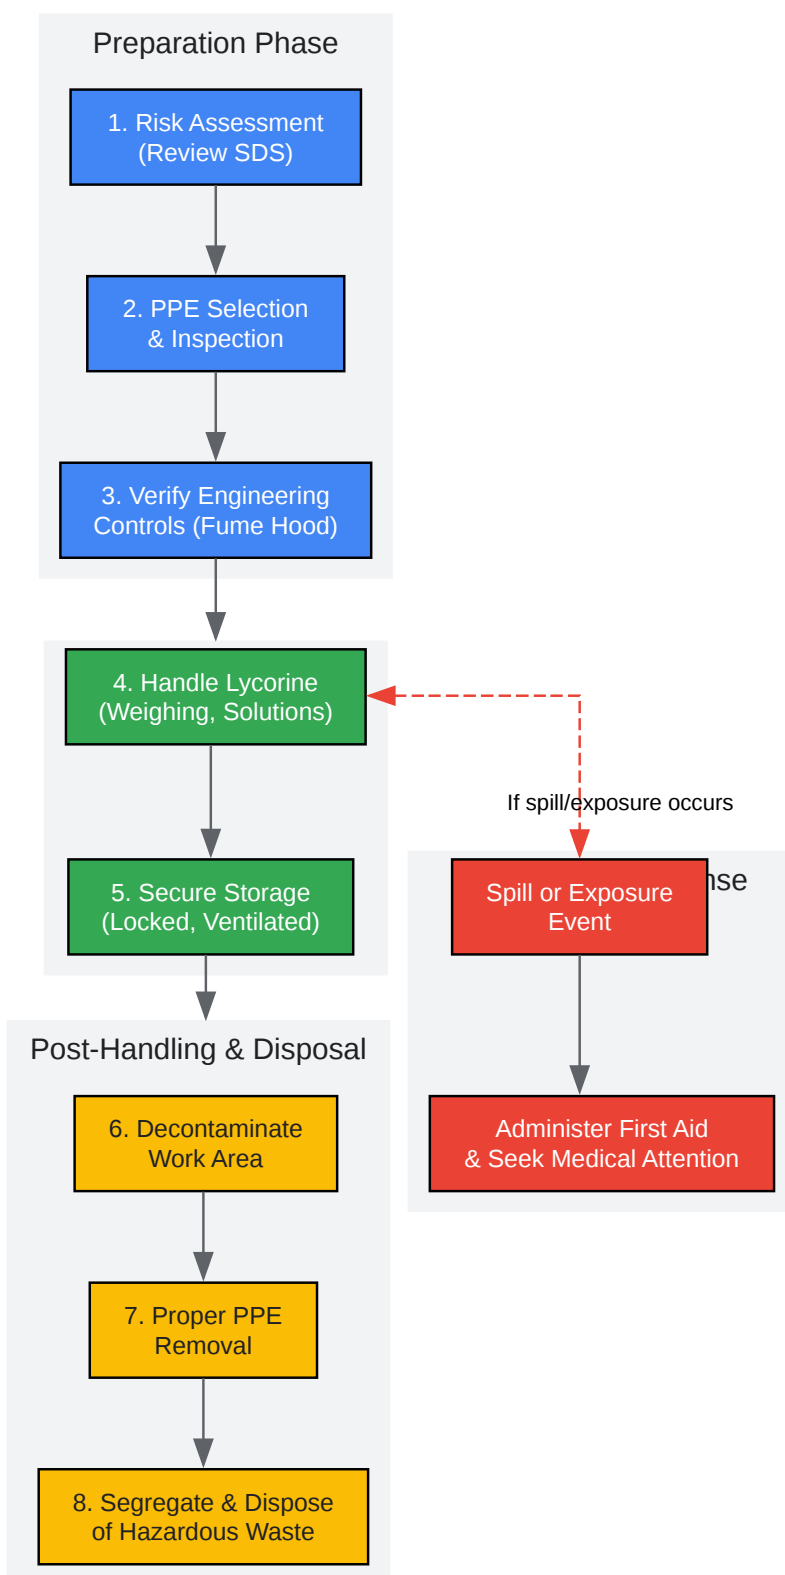 Preparation Phase
1. Risk Assessment
(Review SDS)
2. PPE Selection
& Inspection
3. Verify Engineering
Controls (Fume Hood)
4. Handle Lycorine
(Weighing, Solutions)
If spill/exposure occurs
5. Secure Storage
(Locked, Ventilated)
Spill or Exposure
Event
Post-Handling & Disposal
6. Decontaminate
Work Area
Administer First Aid
& Seek Medical Attention
7. Proper PPE
Removal
8. Segregate & Dispose
of Hazardous Waste